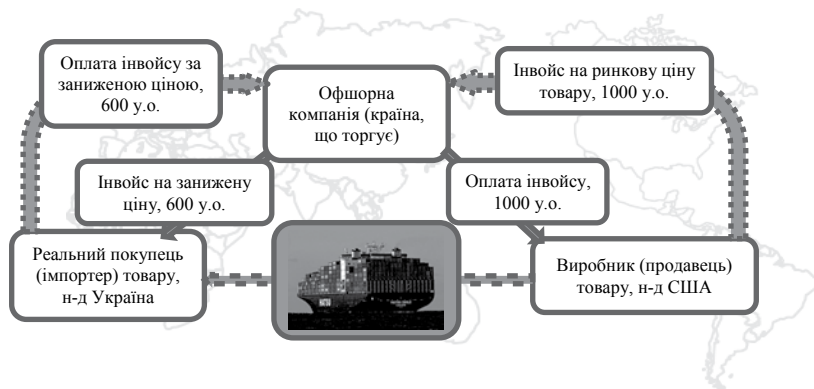 Оплата інвойсу за
заниженою ціною,
600 у.о.
Офшорна
компанія (країна,
що торгує)
Інвойс на ринкову ціну
товару, 1000 у.о.
Інвойс на занижену
ціну, 600 у.о.
Оплата інвойсу,
1000 у.о.
Реальний покупець
(імпортер) товару,
н-д Україна
Виробник (продавець)
товару, н-д США